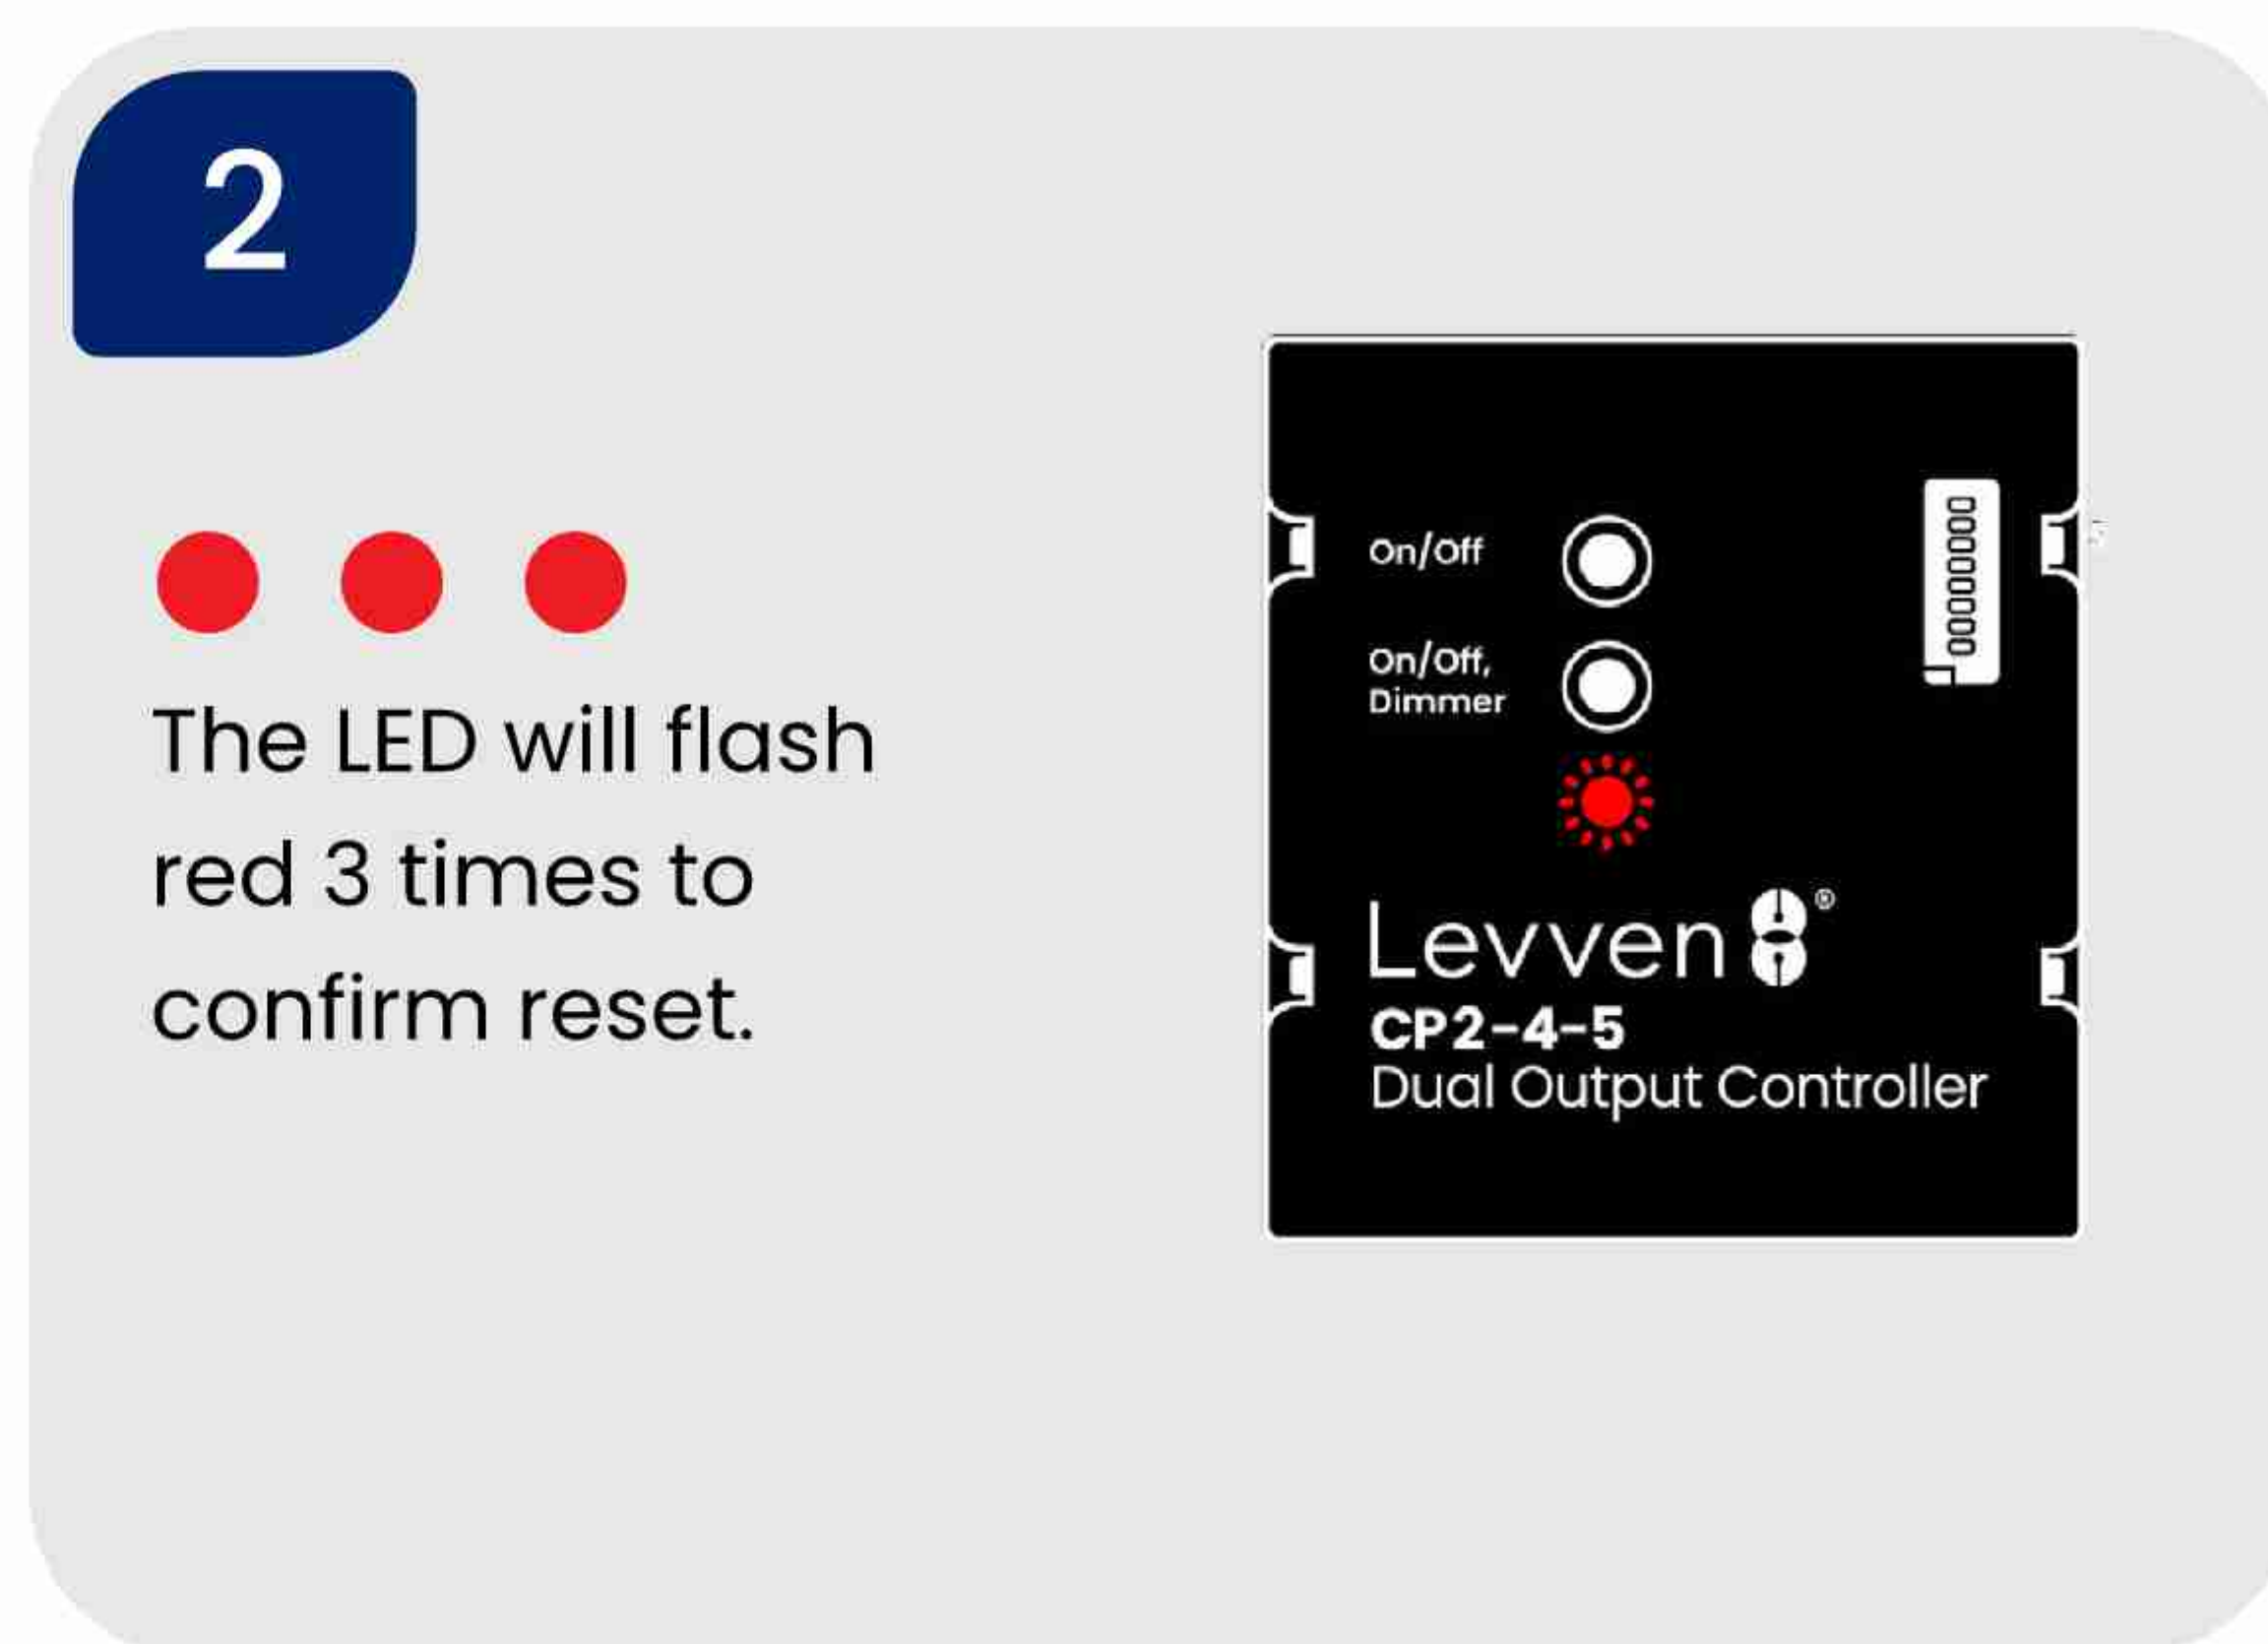 2
The LED will flash
red 3 times to
confirm reset.
On/Off
On/Off,
Dimmer
Levven®
CP2-4-5
Dual Output Controller